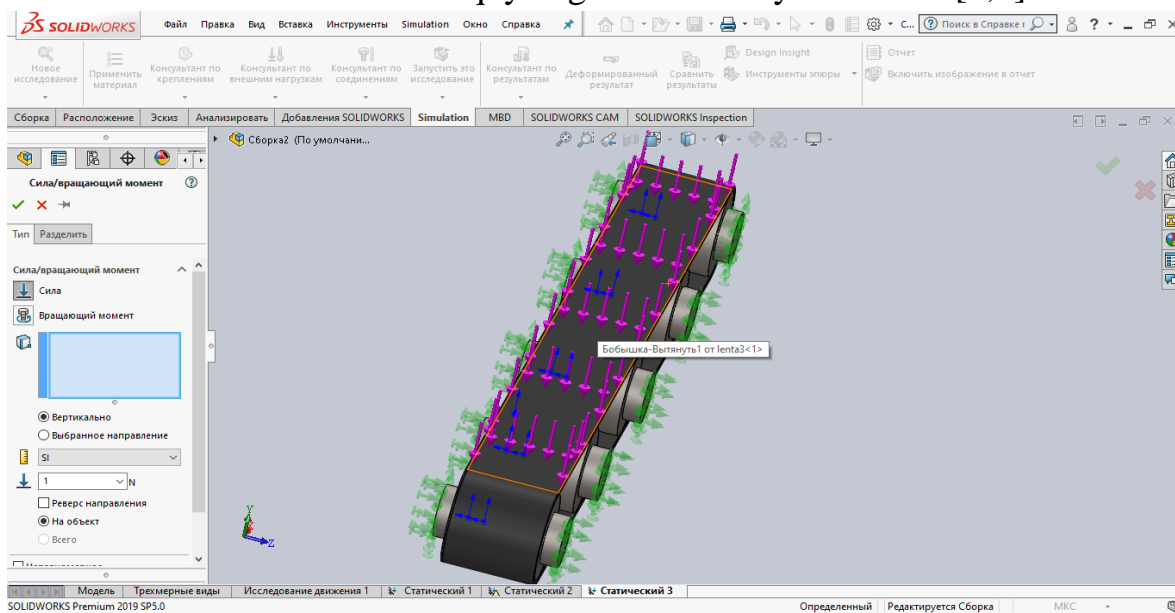 SOLIDWORKS Файл Правка Вид Вставка Инструменты Simulation Окно Справка С... Поиск в Справке г ?
Новое исследование
Применить материал
Консультант по креплениям
Консультант по внешним нагрузкам
Консультант по соединениям
Запустить это исследование
Консультант по результатам
Деформированный результат
Сравнить результаты
Design Insight
Инструменты эпюры
Отчет
Включить изображение в отчет
Сборка Расположение Эскиз Анализировать Добавления SOLIDWORKS Simulation MBD SOLIDWORKS CAM SOLIDWORKS Inspection
Сборка2 (По умолчани...
Сила/вращающий момент ?
Тип Разделить
Сила/вращающий момент
Сила
Вращающий момент
Бобышка-Вытянуть1 от lenta3<1>
Вертикально
Выбранное направление
SI
1 N
Реверс направления
На объект
Всего
Y
Z
Модель Трехмерные виды Исследование движения 1 Статический 1 Статический 2 Статический 3
SOLIDWORKS Premium 2019 SP5.0 Определенный Редактируется Сборка МКС